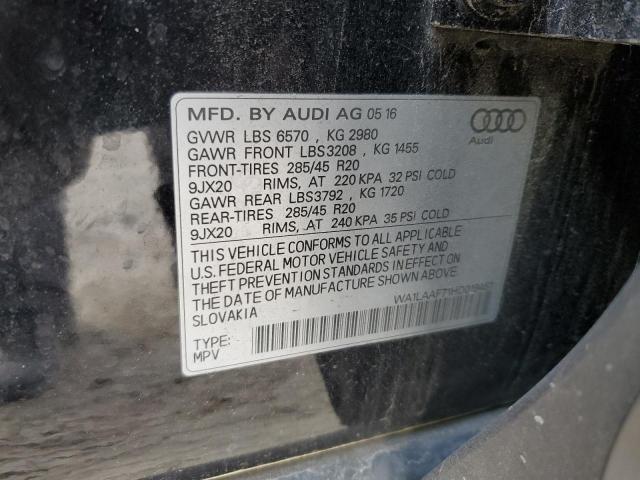 MFD. BY AUDI AG 05 16
GVWR LBS 6570 , KG 2980
GAWR FRONT LBS3208 , KG 1455
FRONT-TIRES 285/45 R20
9JX20 RIMS, AT 220 KPA 32 PSI COLD
GAWR REAR LBS3792 , KG 1720
REAR-TIRES 285/45 R20
9JX20 RIMS, AT 240 KPA 35 PSI COLD
THIS VEHICLE CONFORMS TO ALL APPLICABLE
U.S. FEDERAL MOTOR VEHICLE SAFETY AND
THEFT PREVENTION STANDARDS IN EFFECT ON
THE DATE OF MANUFACTURE SHOWN ABOVE.
SLOVAKIA
TYPE:
MPV
Audi